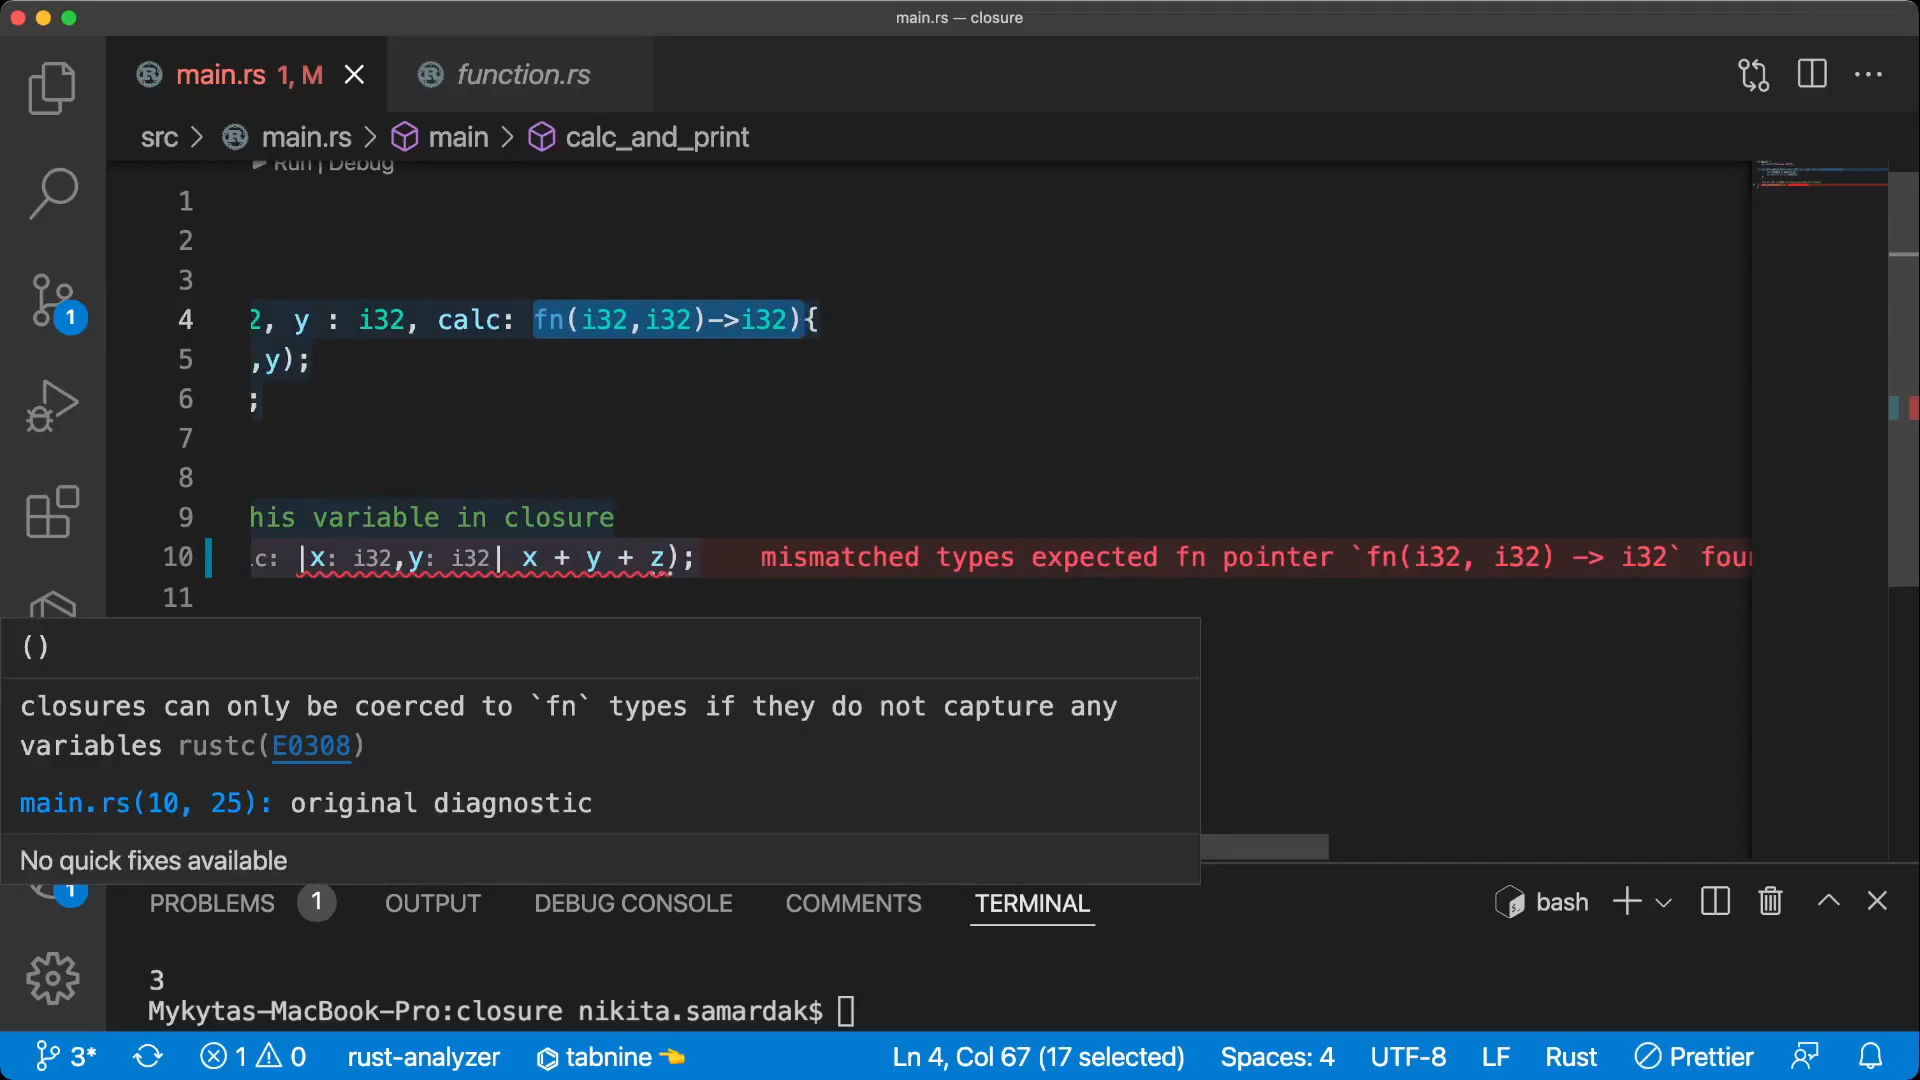 main.rs — closure
main.rs 1, M
function.rs
src > main.rs > main > calc_and_print
Run | Debug
1
2
3
4 2, y : i32, calc: fn(i32,i32)->i32){
5 ,y);
6 ;
7
8
9 his variable in closure
10 c: |x: i32,y: i32| x + y + z); mismatched types expected fn pointer `fn(i32, i32) -> i32` fou
11
1
()
closures can only be coerced to `fn` types if they do not capture any
variables rustc(E0308)
main.rs(10, 25): original diagnostic
No quick fixes available
1
PROBLEMS 1 OUTPUT DEBUG CONSOLE COMMENTS TERMINAL bash
3
Mykytas-MacBook-Pro:closure nikita.samardak$
3* 1 0 rust-analyzer tabnine Ln 4, Col 67 (17 selected) Spaces: 4 UTF-8 LF Rust Prettier